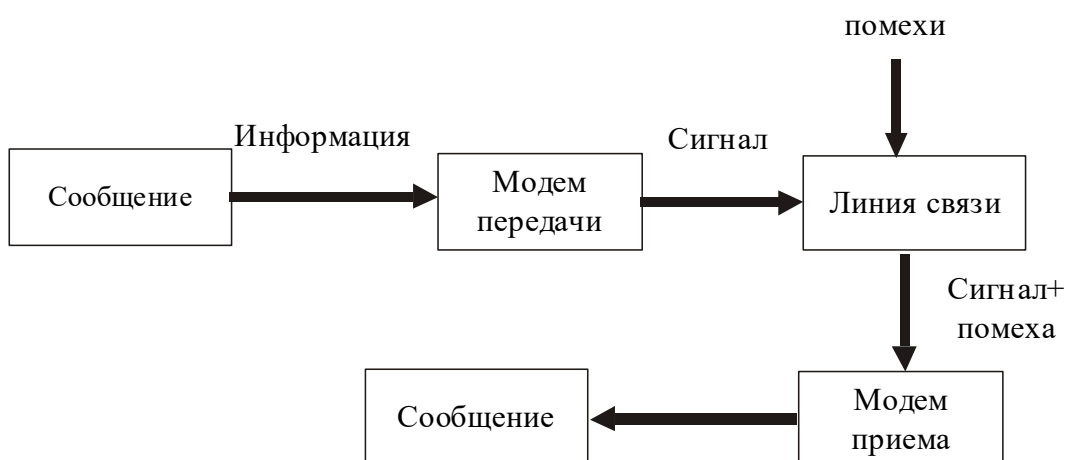 помехи
Информация
Сигнал
Сообщение
Модем
передачи
Линия связи
Сигнал+
помеха
Сообщение
Модем
приема